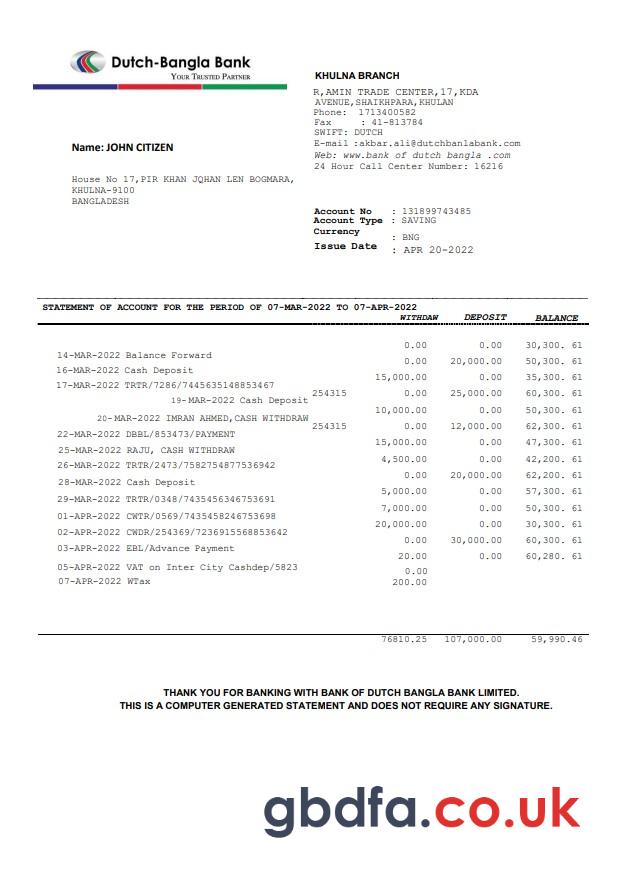 Dutch-Bangla Bank
YOUR TRUSTED PARTNER
KHULNA BRANCH
R,AMIN TRADE CENTER,17,KDA
AVENUE,SHAIKHPARA,KHULAN
Phone: 1713400582
Fax : 41-813784
SWIFT: DUTCH
E-mail :akbar.ali@dutchbanlabank.com
Web: www.bank of dutch bangla .com
24 Hour Call Center Number: 16216
Name: JOHN CITIZEN
House No 17,PIR KHAN JQHAN LEN BOGMARA,
KHULNA-9100
BANGLADESH
Account No : 131899743485
Account Type : SAVING
Currency : BNG
Issue Date : APR 20-2022
STATEMENT OF ACCOUNT FOR THE PERIOD OF 07-MAR-2022 TO 07-APR-2022
WITHDAW DEPOSIT BALANCE
0.00 0.00 30,300. 61
14-MAR-2022 Balance Forward
0.00 20,000.00 50,300. 61
16-MAR-2022 Cash Deposit
15,000.00 0.00 35,300. 61
17-MAR-2022 TRTR/7286/7445635148853467
254315 0.00 25,000.00 60,300. 61
19-MAR-2022 Cash Deposit
10,000.00 0.00 50,300. 61
20-MAR-2022 IMRAN AHMED,CASH WITHDRAW
254315 0.00 12,000.00 62,300. 61
22-MAR-2022 DBBL/853473/PAYMENT
15,000.00 0.00 47,300. 61
25-MAR-2022 RAJU, CASH WITHDRAW
4,500.00 0.00 42,200. 61
26-MAR-2022 TRTR/2473/7582754877536942
0.00 20,000.00 62,200. 61
28-MAR-2022 Cash Deposit
5,000.00 0.00 57,300. 61
29-MAR-2022 TRTR/0348/7435456346753691
7,000.00 0.00 50,300. 61
01-APR-2022 CWTR/0569/7435458246753698
20,000.00 0.00 30,300. 61
02-APR-2022 CWDR/254369/7236915568853642
0.00 30,000.00 60,300. 61
03-APR-2022 EBL/Advance Payment
20.00 0.00 60,280. 61
05-APR-2022 VAT on Inter City Cashdep/5823
0.00
07-APR-2022 WTax
200.00
76810.25 107,000.00 59,990.46
THANK YOU FOR BANKING WITH BANK OF DUTCH BANGLA BANK LIMITED.
THIS IS A COMPUTER GENERATED STATEMENT AND DOES NOT REQUIRE ANY SIGNATURE.
gbdfa.co.uk